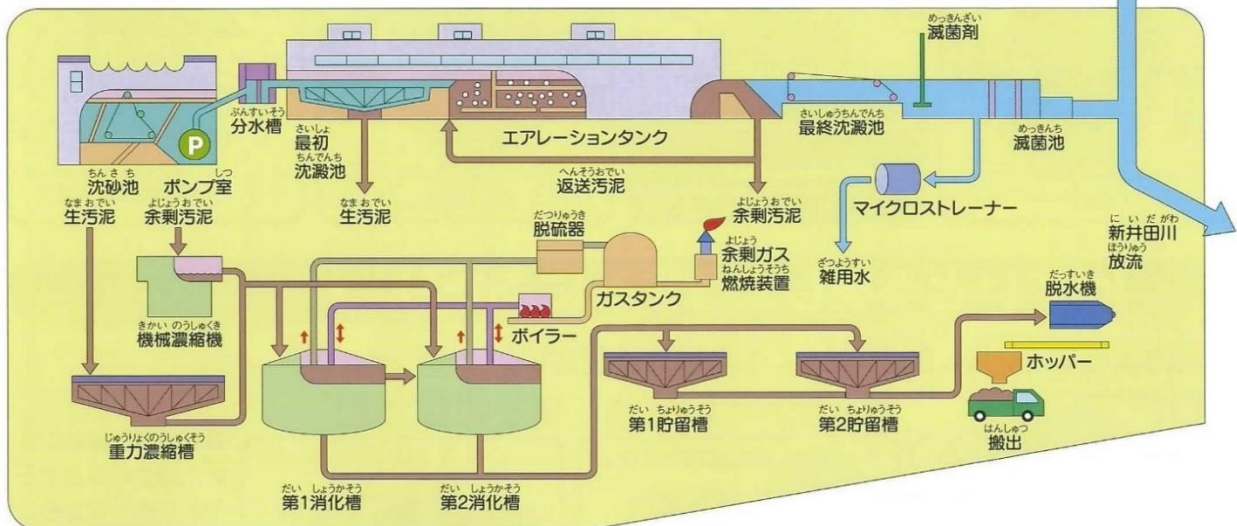 めっきんざい
滅菌剤
ぶんすいそう
分水槽
さいしょ
最初
ちんでんち
沈澱池
エアレーションタンク
さいしゅうちんでんち
最終沈澱池
めっきんち
滅菌池
P
ちんさち
沈砂池
ポンプ室
しつ
なまおでい
生汚泥
よじょうおでい
余剰汚泥
なまおでい
生汚泥
へんそうおでい
返送汚泥
よじょうおでい
余剰汚泥
マイクロストレーナー
ざつようすい
雑用水
にいだがわ
新井田川
ほうりゅう
放流
だつりゅうき
脱硫器
ガスタンク
よじょう
余剰ガス
ねんしょうそうち
燃焼装置
だっすいき
脱水機
きかいのうしゅくき
機械濃縮機
ボイラー
ホッパー
じゅうりょくのうしゅくそう
重力濃縮槽
だい しょうかそう
第1消化槽
だい しょうかそう
第2消化槽
だい ちょりゅうそう
第1貯留槽
だい ちょりゅうそう
第2貯留槽
はんしゅつ
搬出